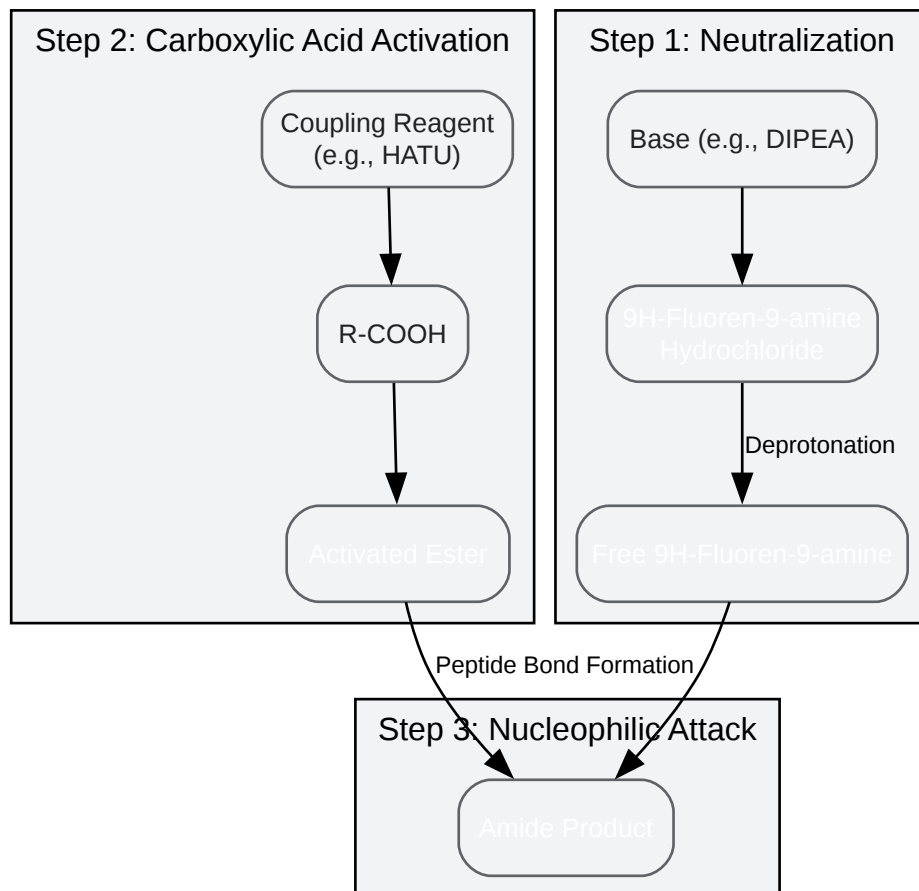 Step 2: Carboxylic Acid Activation
Coupling Reagent
(e.g., HATU)
R-COOH
Activated Ester
Step 1: Neutralization
Base (e.g., DIPEA)
9H-Fluoren-9-amine
Hydrochloride
Deprotonation
Free 9H-Fluoren-9-amine
Peptide Bond Formation
Step 3: Nucleophilic Attack
Amide Product